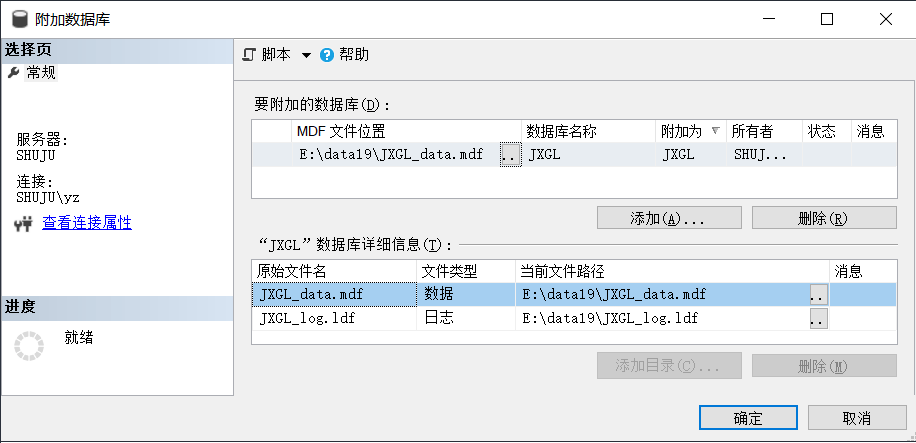 附加数据库
选择页
常规
服务器:
SHUJU
连接:
SHUJU\yz
查看连接属性
进度
就绪
脚本 帮助
要附加的数据库(D):
MDF 文件位置 数据库名称 附加为 所有者 状态 消息
E:\data19\JXGL_data.mdf .. JXGL JXGL SHUJ...
添加(A)... 删除(R)
“JXGL”数据库详细信息(T):
原始文件名 文件类型 当前文件路径 消息
JXGL_data.mdf 数据 E:\data19\JXGL_data.mdf ..
JXGL_log.ldf 日志 E:\data19\JXGL_log.ldf ..
添加目录(C)... 删除(M)
确定 取消